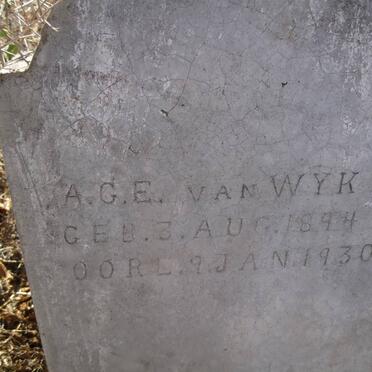 A.G.E. VAN WYK
GEB. 3. AUG. 1894
OORL. 9. JAN 1930